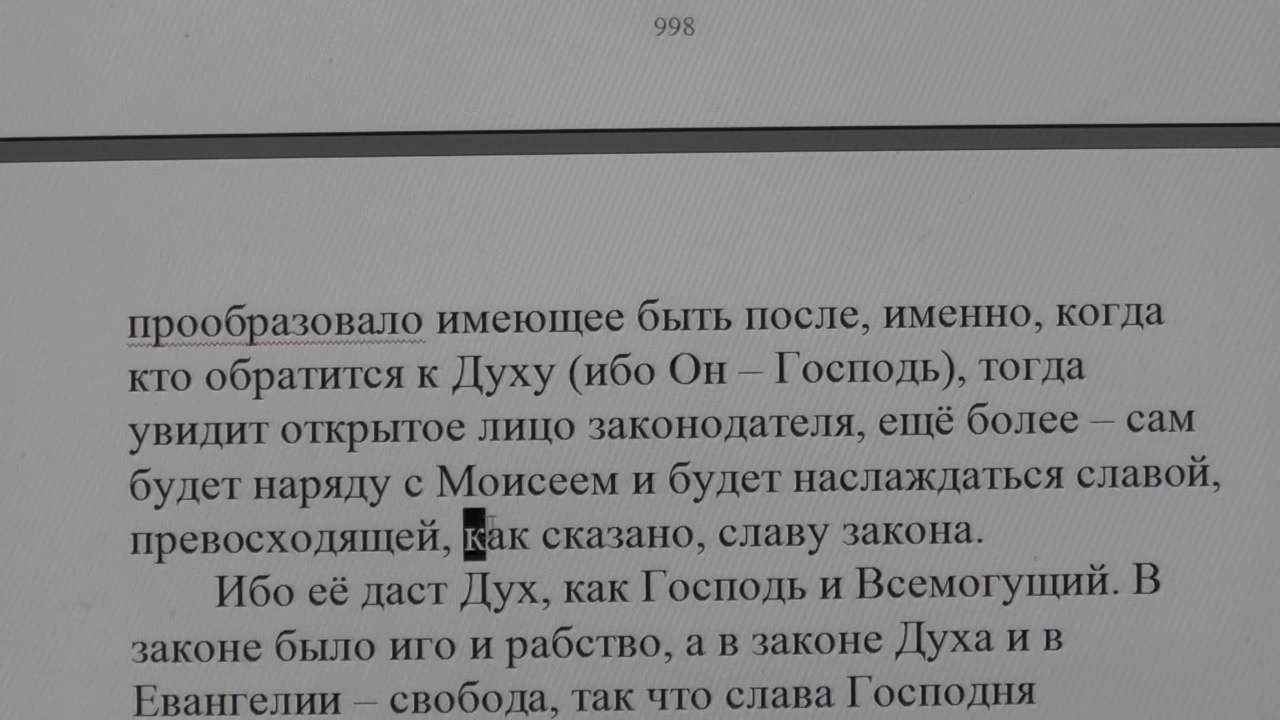 998
прообразовало имеющее быть после, именно, когда
кто обратится к Духу (ибо Он – Господь), тогда
увидит открытое лицо законодателя, ещё более – сам
будет наряду с Моисеем и будет наслаждаться славой,
превосходящей, как сказано, славу закона.
Ибо её даст Дух, как Господь и Всемогущий. В
законе было иго и рабство, а в законе Духа и в
Евангелии – свобода, так что слава Господня